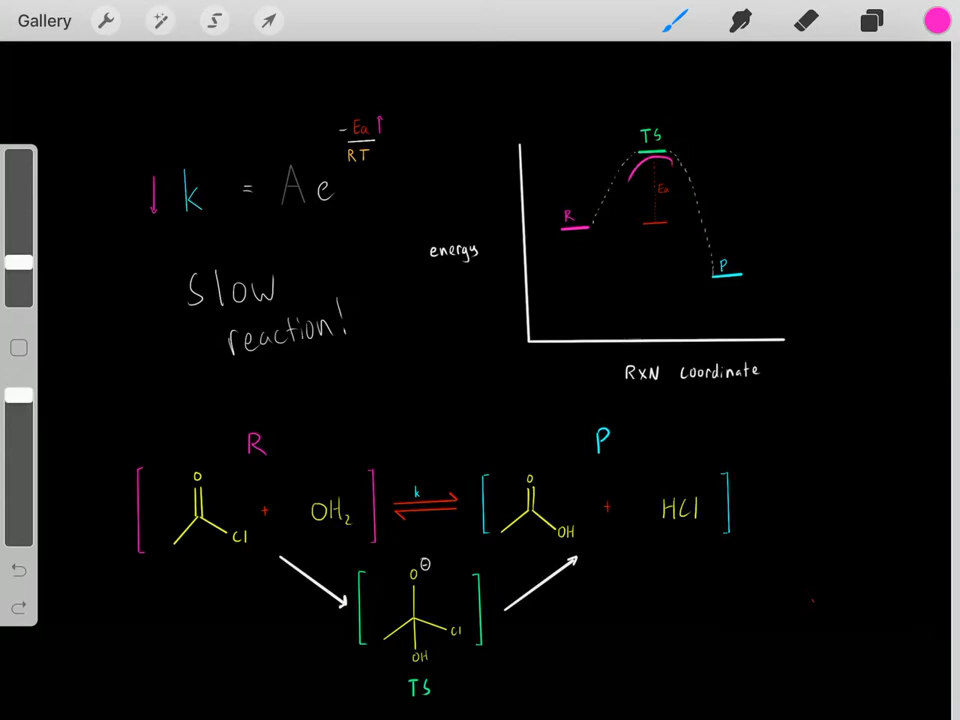 Gallery
↓ k = A e
-Ea↑
RT
slow
reaction!
TS
R
Ea
P
energy
RXN coordinate
R
P
O
Cl
+
OH₂
k
O
OH
+
HCl
O⊖
Cl
OH
TS